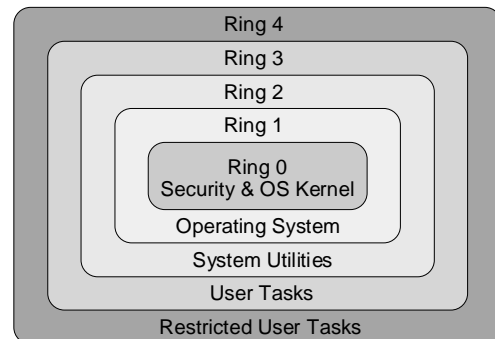 Ring 4
Ring 3
Ring 2
Ring 1
Ring 0
Security & OS Kernel
Operating System
System Utilities
User Tasks
Restricted User Tasks